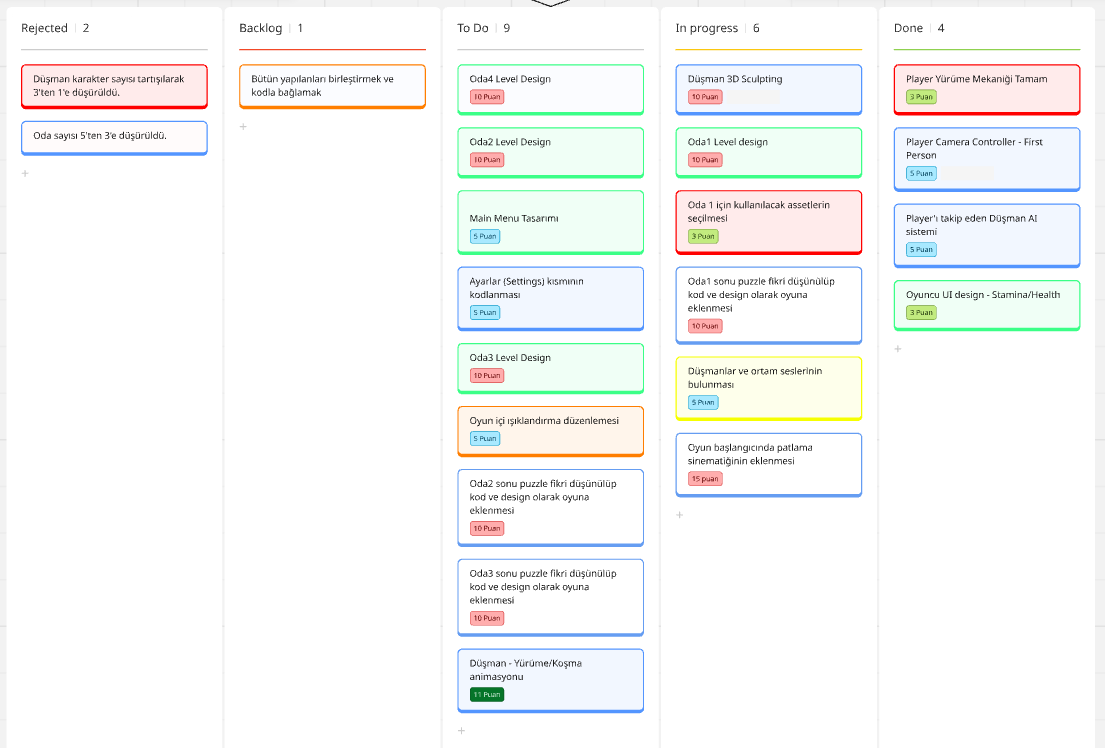 Rejected 2
Düşman karakter sayısı tartışılarak
3'ten 1'e düşürüldü.
Oda sayısı 5'ten 3'e düşürüldü.
+
Backlog 1
Bütün yapılanları birleştirmek ve
kodla bağlamak
+
To Do 9
Oda4 Level Design
10 Puan
Oda2 Level Design
10 Puan
Main Menu Tasarımı
5 Puan
Ayarlar (Settings) kısmının
kodlanması
5 Puan
Oda3 Level Design
10 Puan
Oyun içi ışıklandırma düzenlemesi
5 Puan
Oda2 sonu puzzle fikri düşünülüp
kod ve design olarak oyuna
eklenmesi
10 Puan
Oda3 sonu puzzle fikri düşünülüp
kod ve design olarak oyuna
eklenmesi
10 Puan
Düşman - Yürüme/Koşma
animasyonu
11 Puan
+
In progress 6
Düşman 3D Sculpting
10 Puan
Oda1 Level design
10 Puan
Oda 1 için kullanılacak assetlerin
seçilmesi
3 Puan
Oda1 sonu puzzle fikri düşünülüp
kod ve design olarak oyuna
eklenmesi
10 Puan
Düşmanlar ve ortam seslerinin
bulunması
5 Puan
Oyun başlangıcında patlama
sinematiğinin eklenmesi
15 puan
+
Done 4
Player Yürüme Mekaniği Tamam
3 Puan
Player Camera Controller - First
Person
5 Puan
Player'ı takip eden Düşman AI
sistemi
5 Puan
Oyuncu UI design - Stamina/Health
3 Puan
+